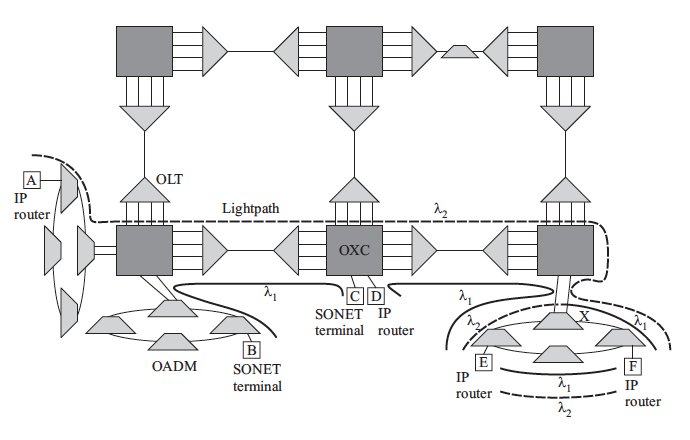 OLT
A
IP
router
Lightpath
λ2
OXC
λ1
C
D
SONET
terminal
IP
router
λ1
λ2
X
λ1
B
OADM
SONET
terminal
E
F
IP
router
λ1
λ2
IP
router